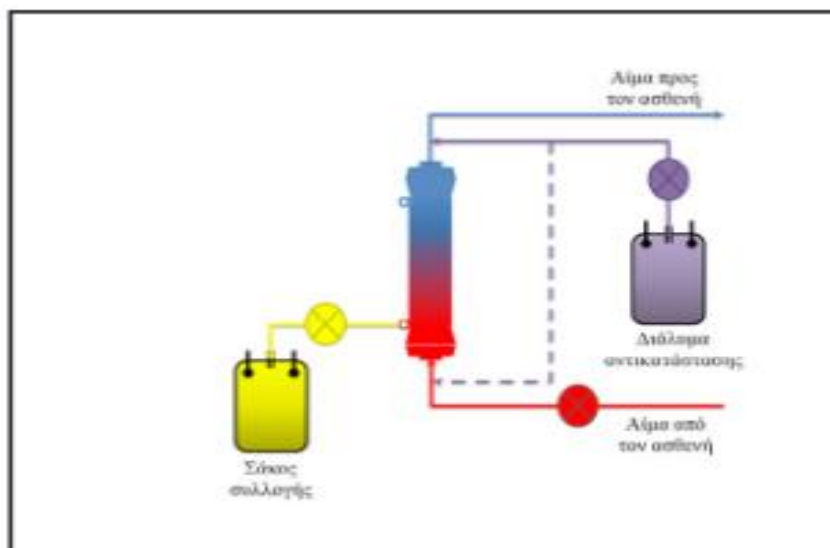 Αίμα προς
τον ασθενή
Διάλυμα
αντικατάστασης
Αίμα από
τον ασθενή
Σάκος
συλλογής